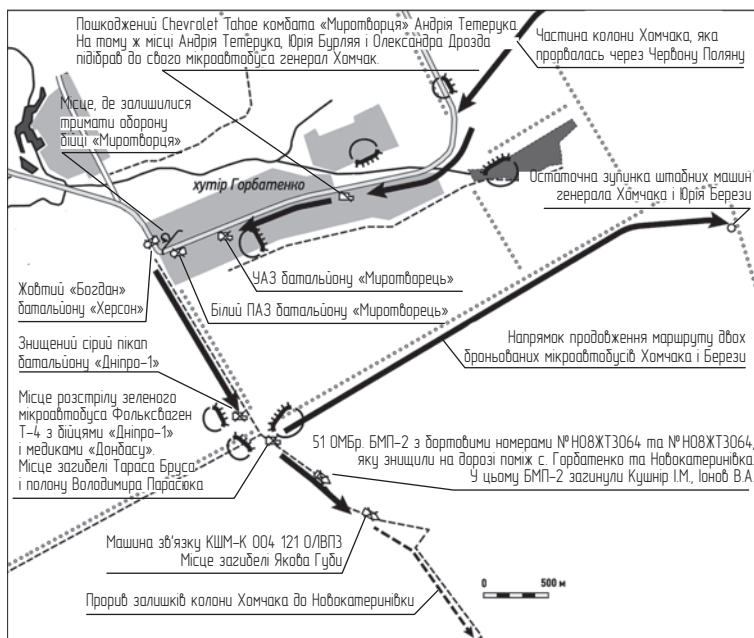 Пошкоджений Chevrolet Tahoe комбата «Миротворця» Андрія Тетерука.
На тому ж місці Андрія Тетерука, Юрія Бурляя і Олександра Дрозда
підібрав до свого мікроавтобуса генерал Хомчак.
Частина колони Хомчака, яка
прорвалась через Червону Поляну
Місце, де залишилися
тримати оборону
бійці «Миротворця»
хутір Горбатенко
Остаточна зупинка штабних машин
генерала Хомчака і Юрія Берези
УАЗ батальйону «Миротворець»
Жовтий «Богдан»
батальйону «Херсон»
Білий ПАЗ батальйону «Миротворець»
Знищений сірий пікап
батальйону «Дніпро-1»
Напрямок продовження маршруту двох
броньованих мікроавтобусів Хомчака і Берези
Місце розстрілу зеленого
мікроавтобуса Фольксваген
Т-4 з бійцями «Дніпро-1»
і медиками «Донбасу».
Місце загибелі Тараса Бруса
і полону Володимира Парасюка
51 ОМБр. БМП-2 з бортовими номерами №Н08ЖТ3064 та №Н08ЖТ3064,
яку знищили на дорозі поміж с. Горбатенко та Новокатеринівка.
У цьому БМП-2 загинули Кушнір І.М., Іонов В.А.
Машина зв'язку КШМ-К 004 121 О/ВПЗ
Місце загибелі Якова Губи
0 500 м
Прорив залишків колони Хомчака до Новокатеринівки